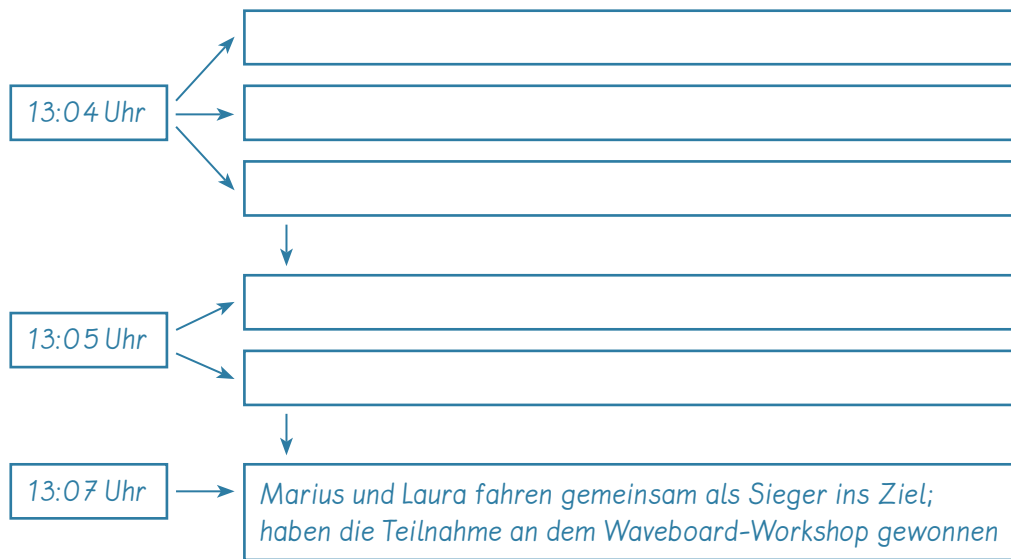 13:04 Uhr
13:05 Uhr
13:07 Uhr
Marius und Laura fahren gemeinsam als Sieger ins Ziel;
haben die Teilnahme an dem Waveboard-Workshop gewonnen